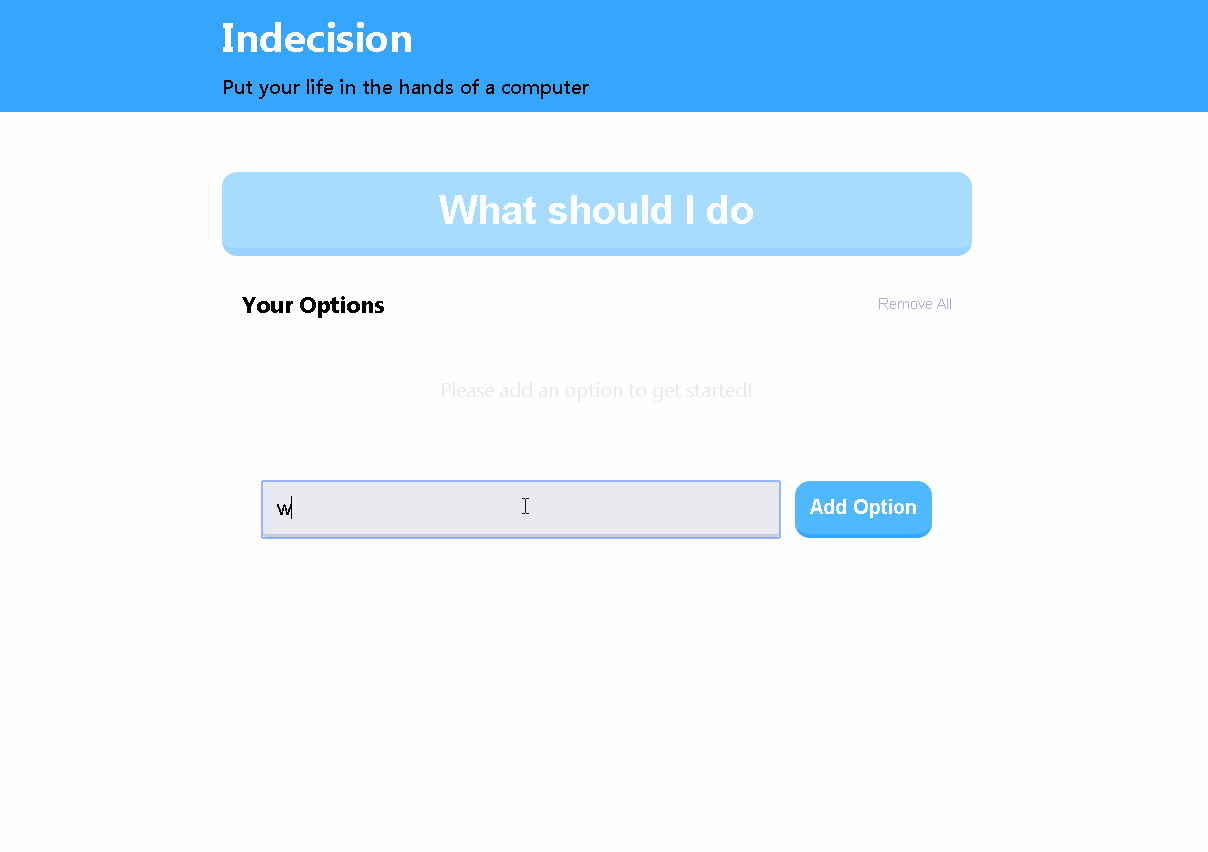 Indecision
Put your life in the hands of a computer
What should I do
Your Options
Remove All
Please add an option to get started!
w
Add Option